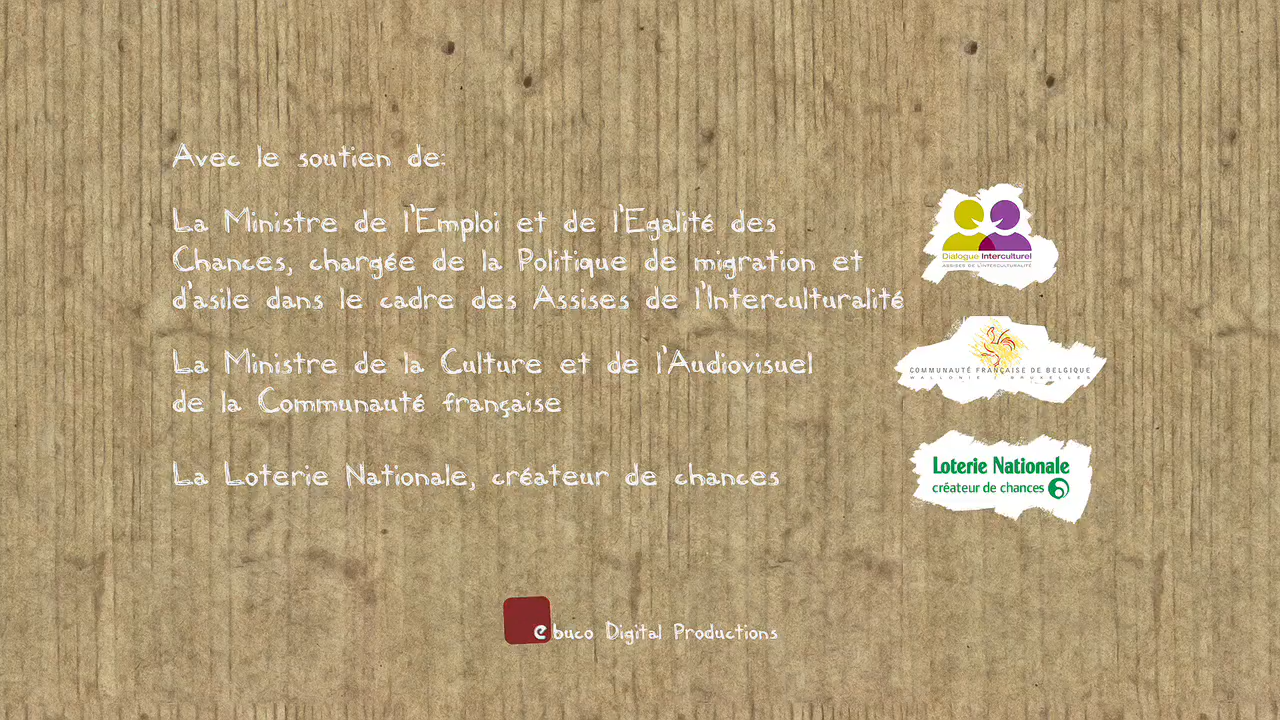 Avec le soutien de:
La Ministre de l'Emploi et de l'Egalité des
Chances, chargée de la Politique de migration et
d'asile dans le cadre des Assises de l'Interculturalité
Dialogue Interculturel
ASSISES DE L'INTERCULTURALITÉ
La Ministre de la Culture et de l'Audiovisuel
de la Communauté française
COMMUNAUTÉ FRANÇAISE DE BELGIQUE
WALLONIE | BRUXELLES
La Loterie Nationale, créateur de chances
Loterie Nationale
créateur de chances
ebuco Digital Productions